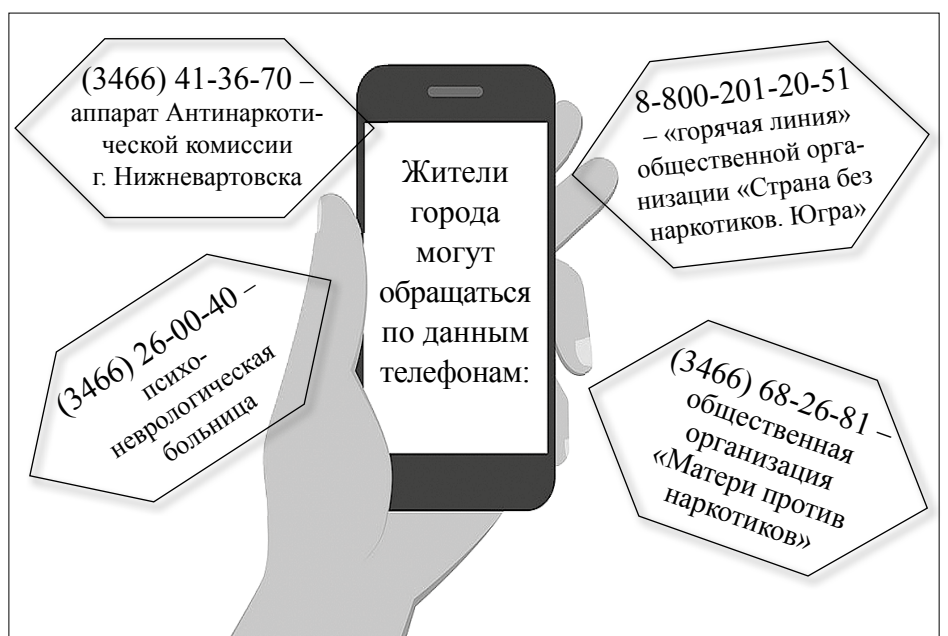 (3466) 41-36-70 –
аппарат Антинаркоти-
ческой комиссии
г. Нижневартовска
8-800-201-20-51
– «горячая линия»
общественной орга-
низации «Страна без
наркотиков. Югра»
Жители
города
могут
обращаться
по данным
телефонам:
(3466) 26-00-40 –
психо-
неврологическая
больница
(3466) 68-26-81 –
общественная
организация
«Матери против
наркотиков»